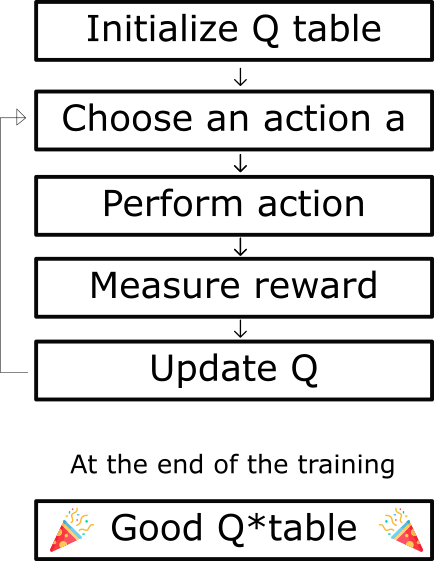 Initialize Q table
Choose an action a
Perform action
Measure reward
Update Q
At the end of the training
Good Q*table